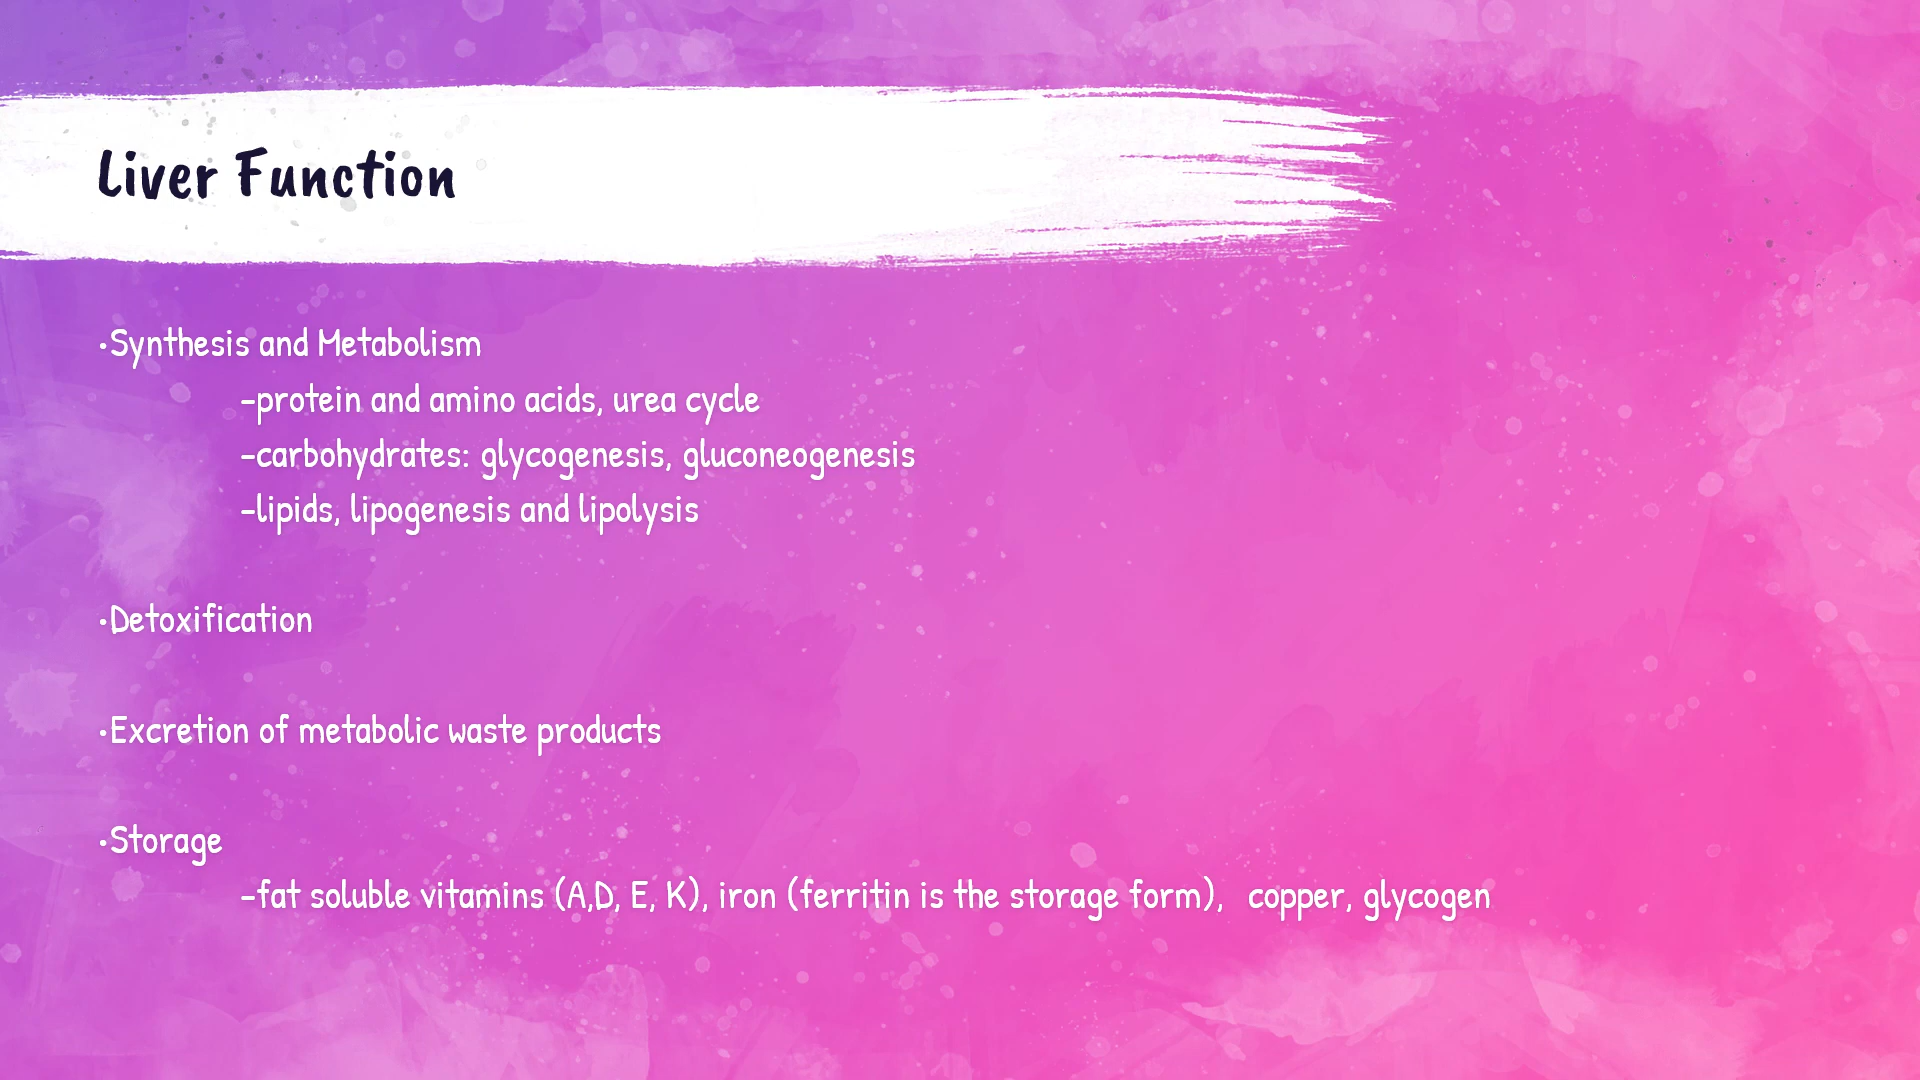 Liver Function
•Synthesis and Metabolism
–protein and amino acids, urea cycle
–carbohydrates: glycogenesis, gluconeogenesis
–lipids, lipogenesis and lipolysis
•Detoxification
•Excretion of metabolic waste products
•Storage
–fat soluble vitamins (A,D, E, K), iron (ferritin is the storage form),  copper, glycogen